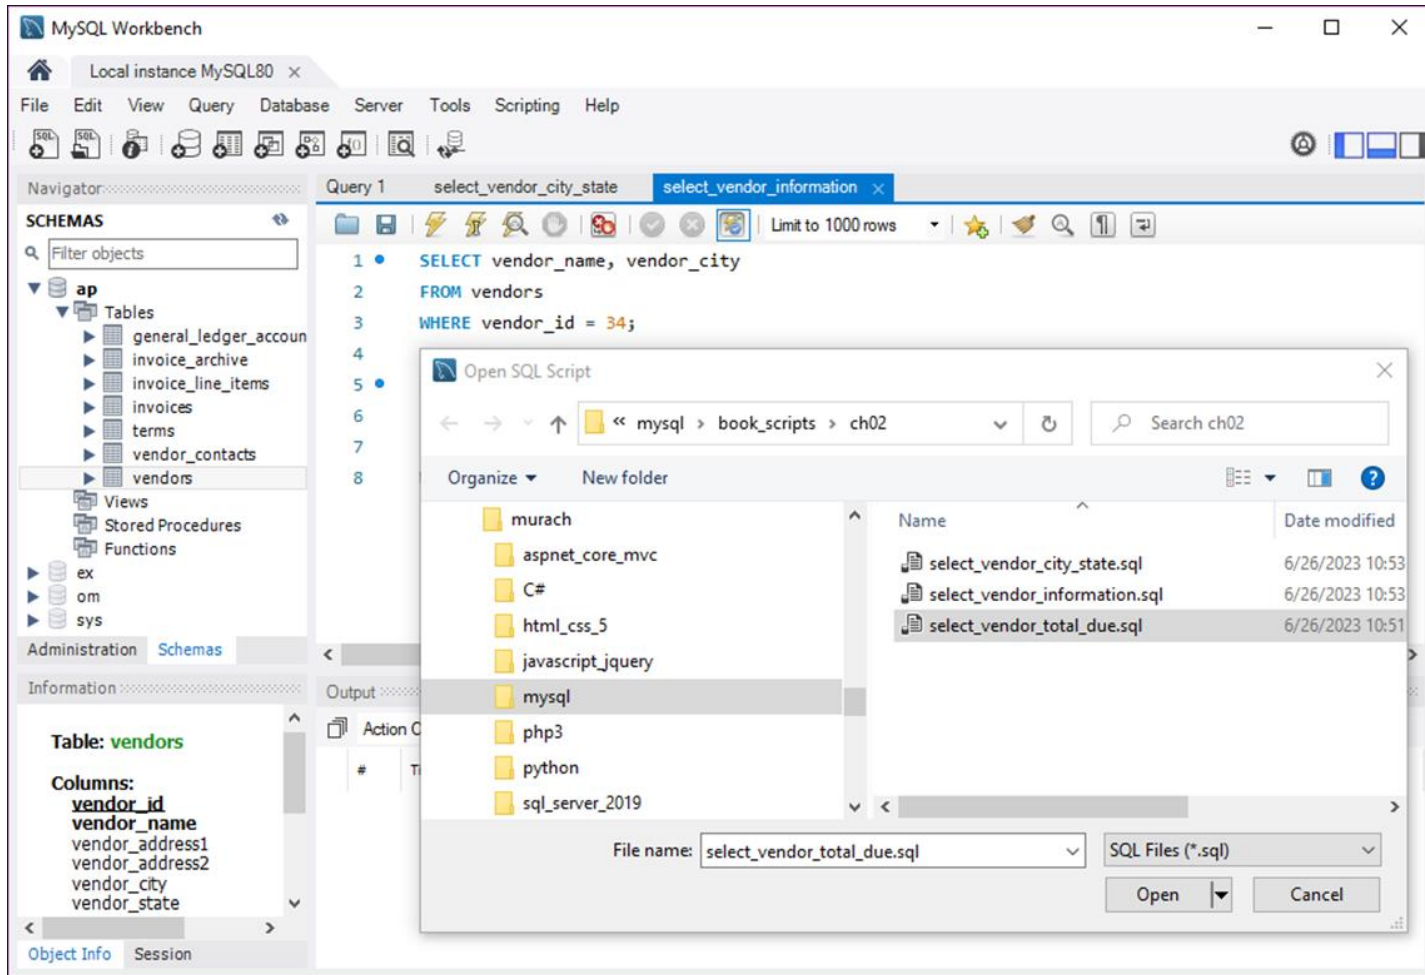 MySQL Workbench
Local instance MySQL80
File Edit View Query Database Server Tools Scripting Help
Navigator
SCHEMAS
Filter objects
ap
Tables
general_ledger_accoun
invoice_archive
invoice_line_items
invoices
terms
vendor_contacts
vendors
Views
Stored Procedures
Functions
ex
om
sys
Administration Schemas
Information
Table: vendors
Columns:
vendor_id
vendor_name
vendor_address1
vendor_address2
vendor_city
vendor_state
Object Info Session
Query 1 select_vendor_city_state select_vendor_information
Limit to 1000 rows
1 SELECT vendor_name, vendor_city
2 FROM vendors
3 WHERE vendor_id = 34;
4
5
6
7
8
Output
Action O
# Ti
Open SQL Script
« mysql › book_scripts › ch02
Search ch02
Organize New folder
murach
aspnet_core_mvc
C#
html_css_5
javascript_jquery
mysql
php3
python
sql_server_2019
Name Date modified
select_vendor_city_state.sql 6/26/2023 10:53
select_vendor_information.sql 6/26/2023 10:53
select_vendor_total_due.sql 6/26/2023 10:51
File name: select_vendor_total_due.sql SQL Files (*.sql)
Open Cancel